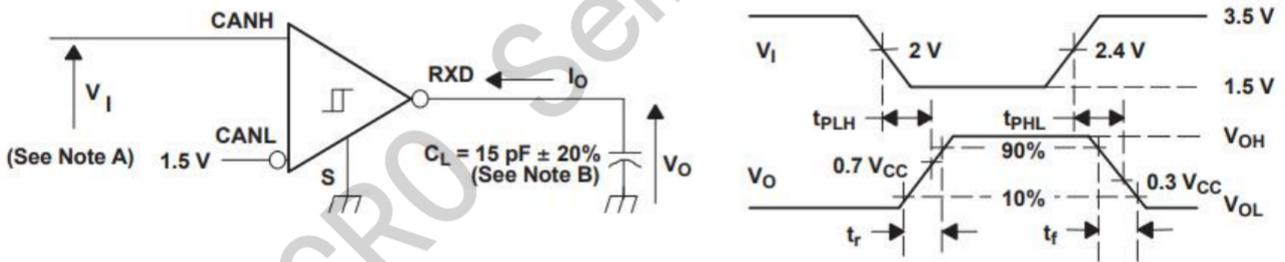 CANH
V_I
(See Note A)
CANL
1.5 V
S
RXD
I_O
C_L = 15 pF ± 20%
(See Note B)
V_O
V_I
2 V
2.4 V
3.5 V
1.5 V
t_PLH
t_PHL
V_OH
90%
0.7 V_CC
V_O
0.3 V_CC
10%
V_OL
t_r
t_f
CRO Se